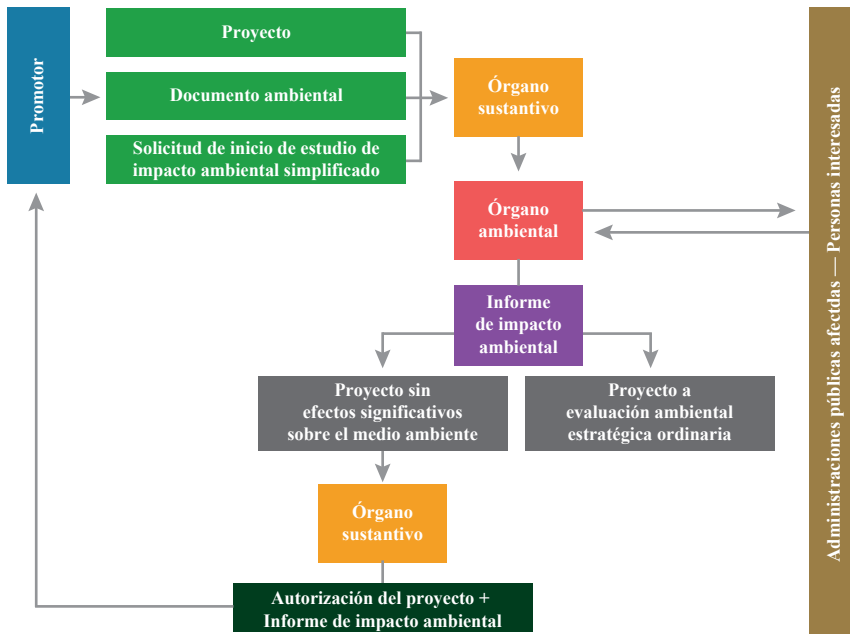 Promotor
Proyecto
Documento ambiental
Solicitud de inicio de estudio de
impacto ambiental simplificado
Órgano
sustantivo
Órgano
ambiental
Informe
de impacto
ambiental
Proyecto sin
efectos significativos
sobre el medio ambiente
Proyecto a
evaluación ambiental
estratégica ordinaria
Órgano
sustantivo
Autorización del proyecto +
Informe de impacto ambiental
Administraciones públicas afectdas — Personas interesadas